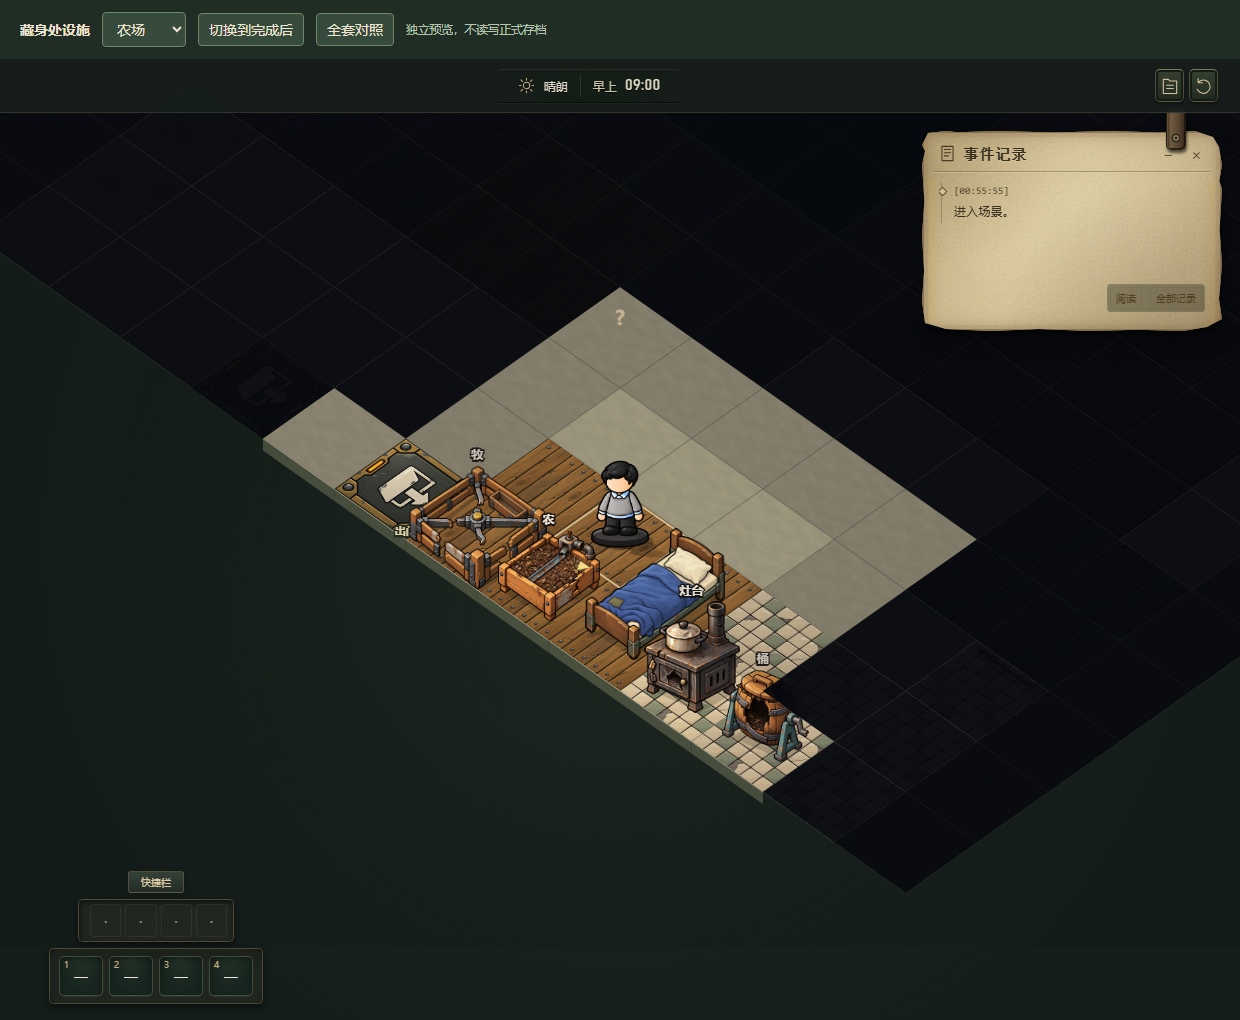 藏身处设施 农场 切换到完成后 全套对照 独立预览，不读写正式存档
晴朗 早上 09:00
事件记录
[00:55:55]
进入场景。
阅读 全部记录
?
牧
农
出门
灶台
桶
快捷栏
1 2 3 4